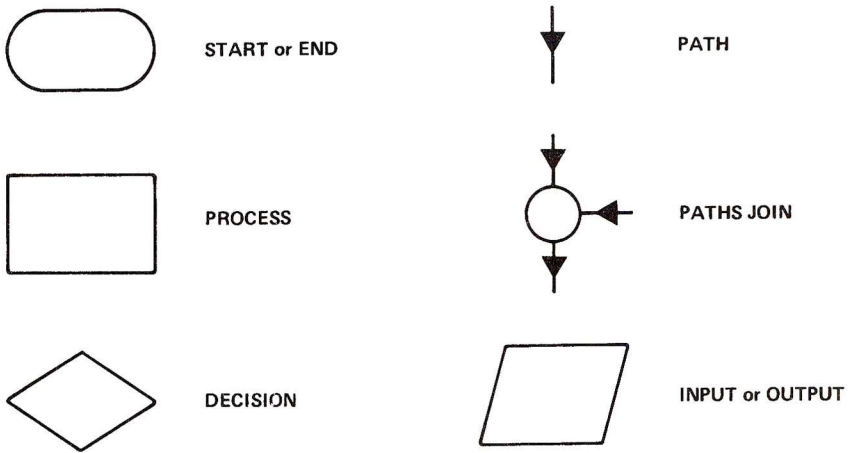 START or END
PATH
PROCESS
PATHS JOIN
DECISION
INPUT or OUTPUT